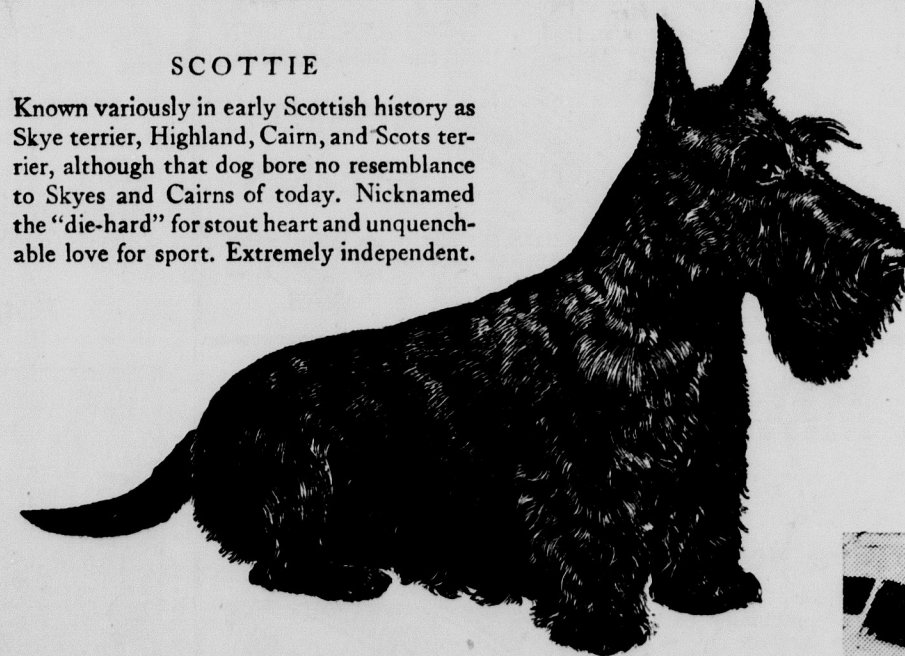 SCOTTIE
Known variously in early Scottish history as
Skye terrier, Highland, Cairn, and Scots ter-
rier, although that dog bore no resemblance
to Skyes and Cairns of today. Nicknamed
the "die-hard" for stout heart and unquench-
able love for sport. Extremely independent.